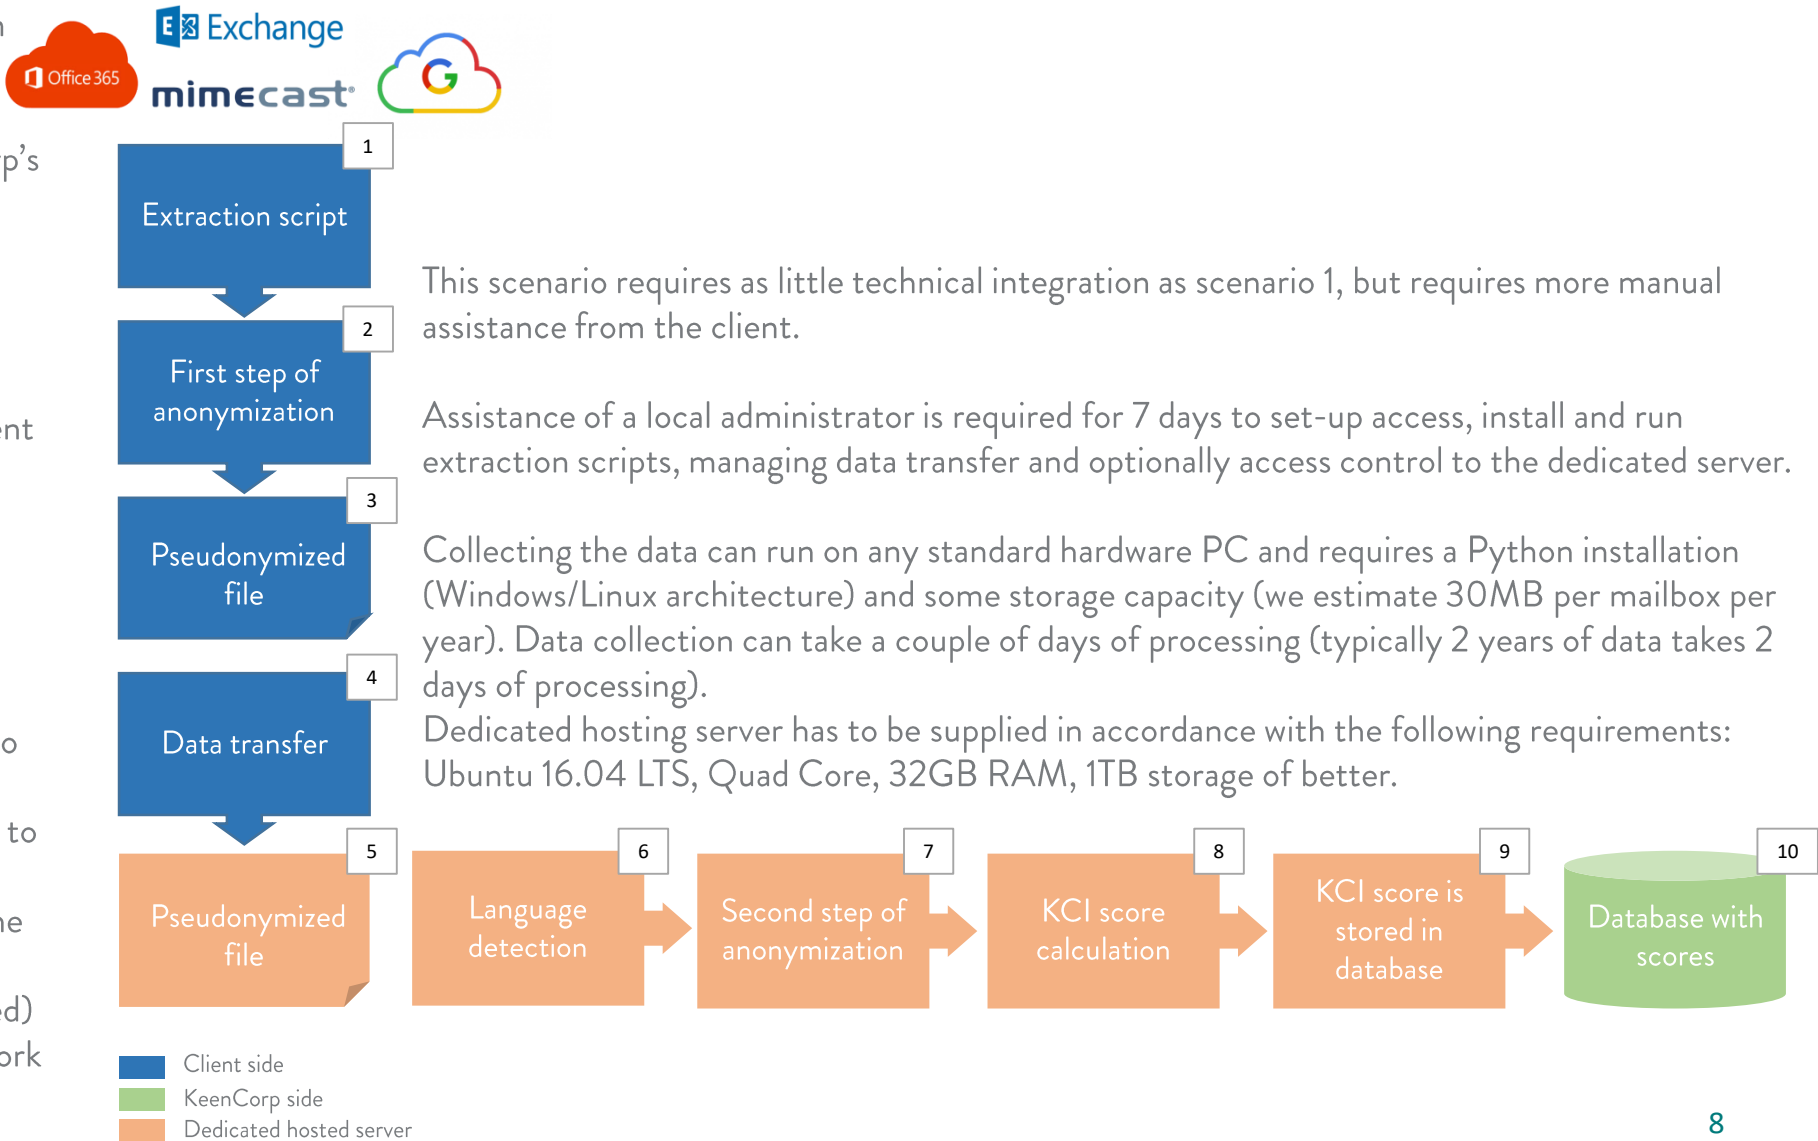 Office 365
Exchange
mimecast
G
p's
ent
o
to
ne
ed)
ork
1
Extraction script
2
First step of
anonymization
3
Pseudonymized
file
4
Data transfer
This scenario requires as little technical integration as scenario 1, but requires more manual
assistance from the client.
Assistance of a local administrator is required for 7 days to set-up access, install and run
extraction scripts, managing data transfer and optionally access control to the dedicated server.
Collecting the data can run on any standard hardware PC and requires a Python installation
(Windows/Linux architecture) and some storage capacity (we estimate 30MB per mailbox per
year). Data collection can take a couple of days of processing (typically 2 years of data takes 2
days of processing).
Dedicated hosting server has to be supplied in accordance with the following requirements:
Ubuntu 16.04 LTS, Quad Core, 32GB RAM, 1TB storage of better.
5
Pseudonymized
file
6
Language
detection
7
Second step of
anonymization
8
KCI score
calculation
9
KCI score is
stored in
database
10
Database with
scores
Client side
KeenCorp side
Dedicated hosted server
8